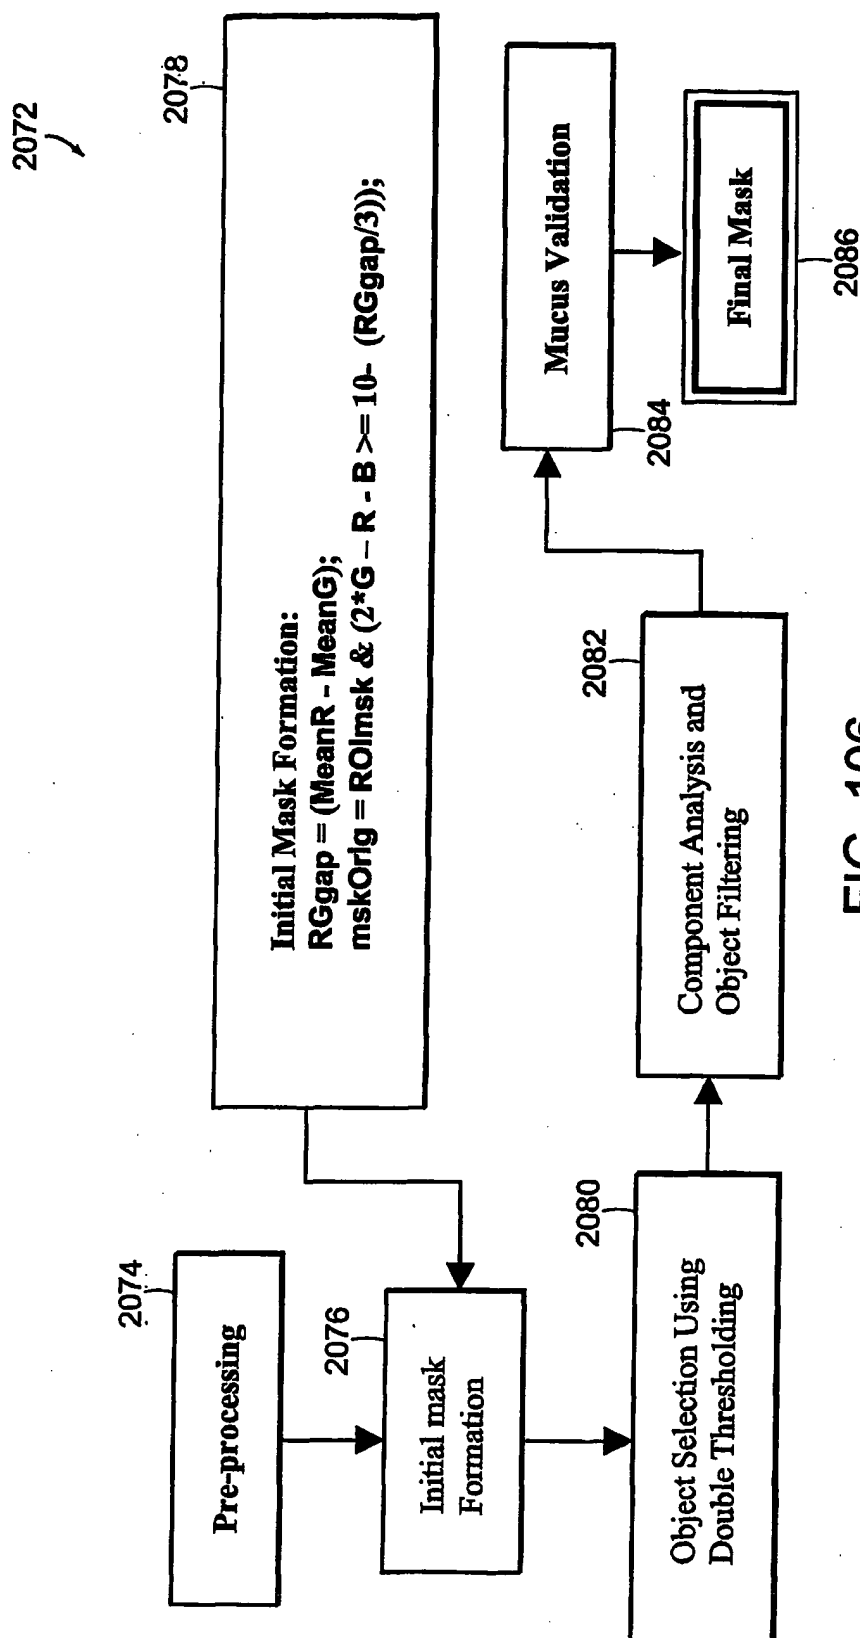 2072
2074
Pre-processing
2076
Initial mask
Formation
2078
Initial Mask Formation:
RGgap = (MeanR - MeanG);
mskOrig = ROImsk & (2*G – R - B >= 10- (RGgap/3));
2080
Object Selection Using
Double Thresholding
2082
Component Analysis and
Object Filtering
2084
Mucus Validation
Final Mask
2086